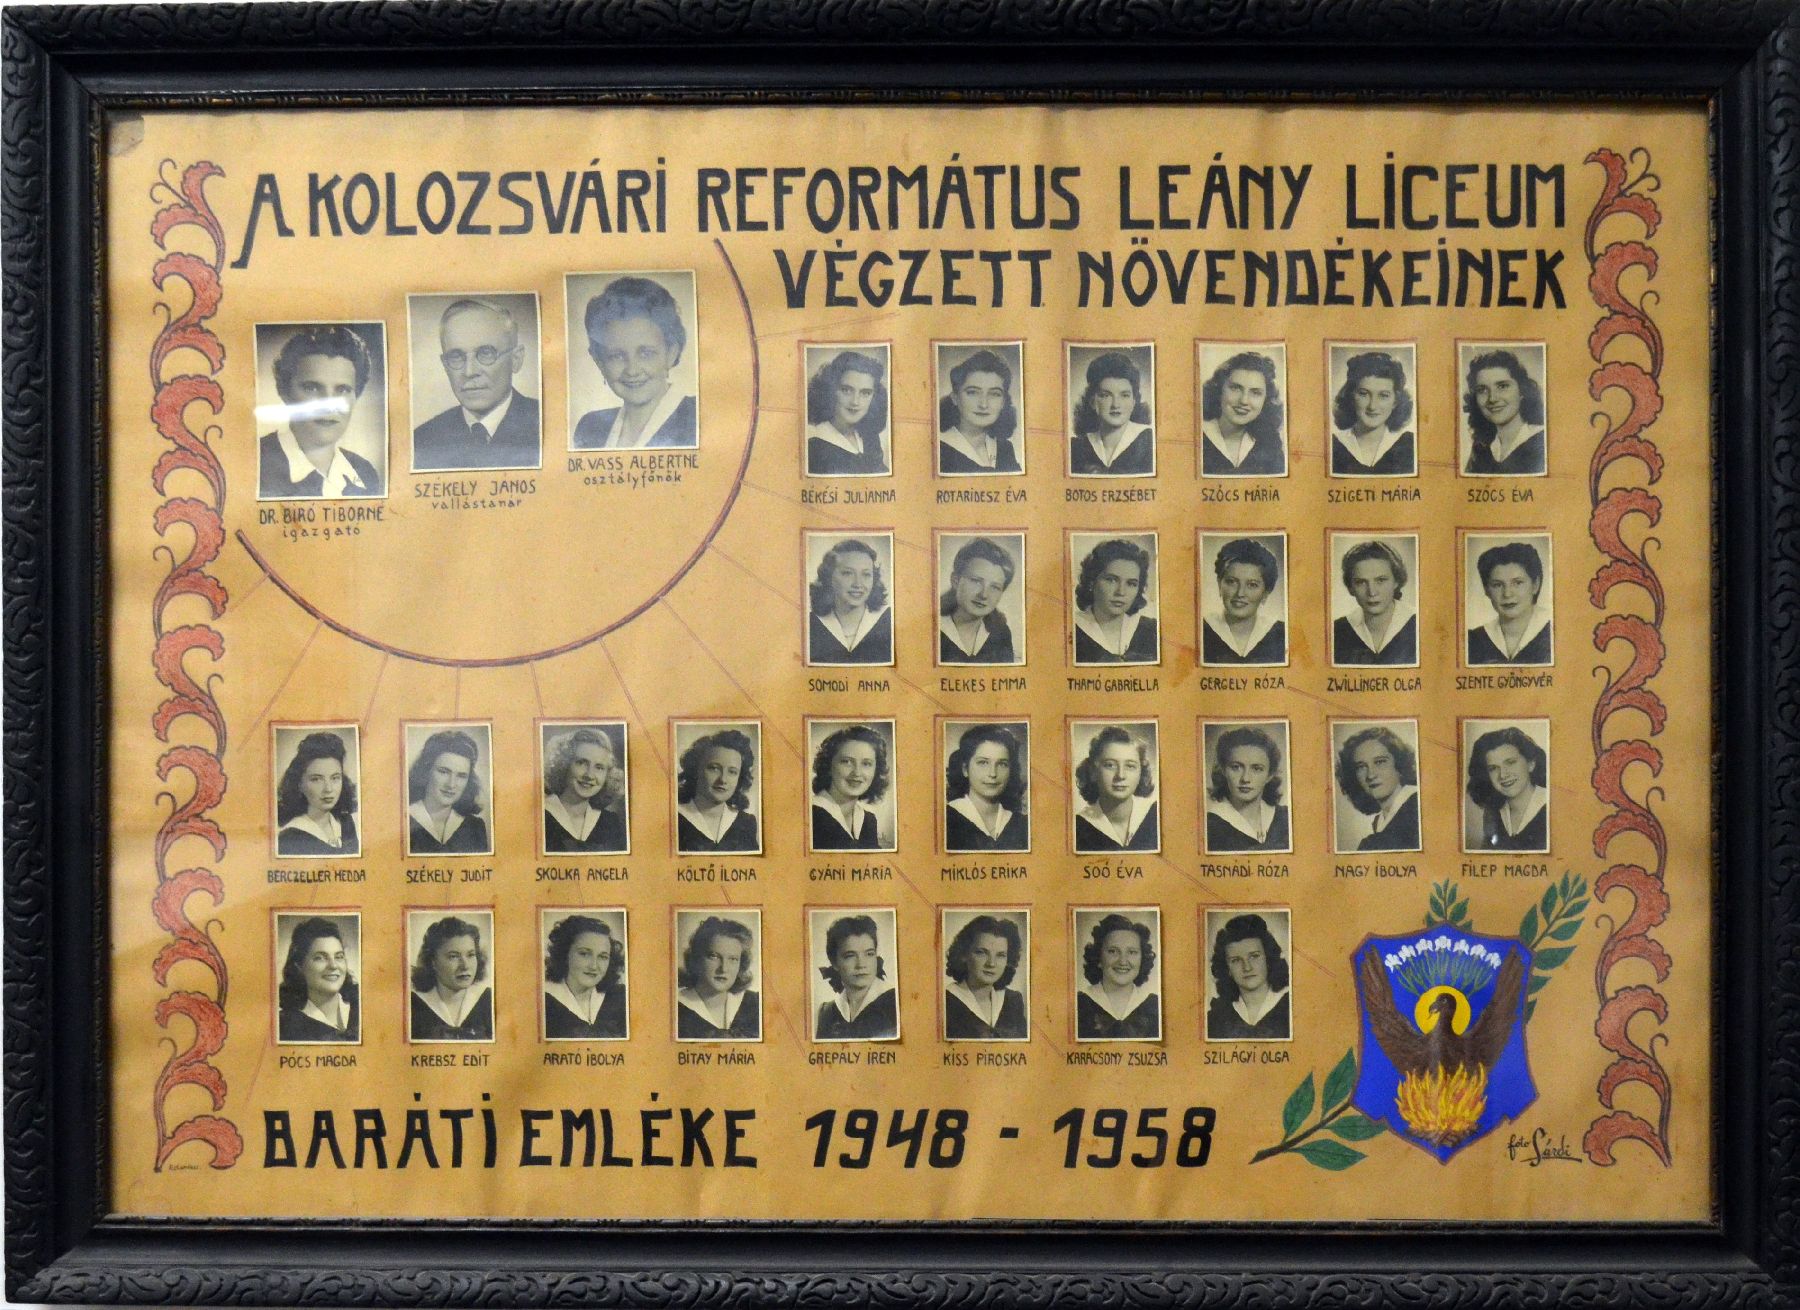 A KOLOZSVÁRI REFORMÁTUS LEÁNY LÍCEUM
VÉGZETT NÖVENDÉKEINEK
DR. BIRÓ TIBORNE
igazgató
SZÉKELY JÁNOS
vallástanár
DR. VASS ALBERTNE
osztályfőnök
BÉKÉSI JULIANNA
ROTARIDESZ ÉVA
BOTOS ERZSÉBET
SZŐCS MÁRIA
SZIGETI MÁRIA
SZŐCS ÉVA
SOMODI ANNA
ELEKES EMMA
THAMÓ GABRIELLA
GERGELY RÓZA
ZWILLINGER OLGA
SZENTE GYÖNGYVÉR
BERCZELLER HEDDA
SZÉKELY JUDIT
SKOLKA ANGELA
KÖLTŐ ILONA
GYÁNI MÁRIA
MIKLÓS ERIKA
SOÓ ÉVA
TASNÁDI RÓZA
NAGY IBOLYA
FILEP MAGDA
PÓCS MAGDA
KREBSZ EDIT
ARATÓ IBOLYA
BITAY MÁRIA
GREPÁLY IRÉN
KISS PIROSKA
KARÁCSONY ZSUZSA
SZILÁGYI OLGA
BARÁTI EMLÉKE 1948 - 1958
foto Sárdi